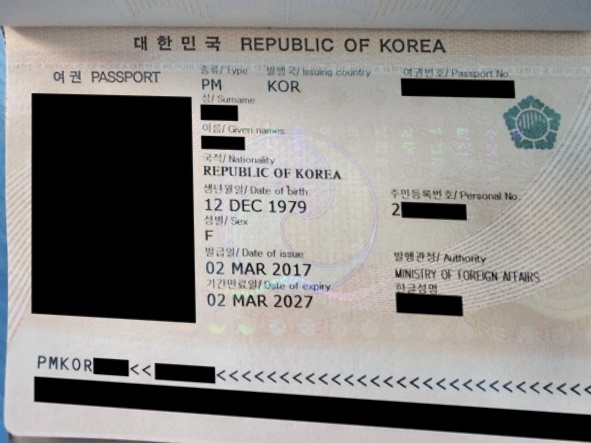 대한민국 REPUBLIC OF KOREA
여권 PASSPORT
종류/Type 발행국/Issuing country 여권번호/Passport No.
PM KOR
성/Surname
이름/Given names
국적/Nationality
REPUBLIC OF KOREA
생년월일/Date of birth 주민등록번호/Personal No.
12 DEC 1979 2
성별/Sex
F
발급일/Date of issue 발행관청/Authority
02 MAR 2017 MINISTRY OF FOREIGN AFFAIRS
기간만료일/Date of expiry 한글성명
02 MAR 2027
PMKOR << <<<<<<<<<<<<<<<<<<<<<<<<<<<